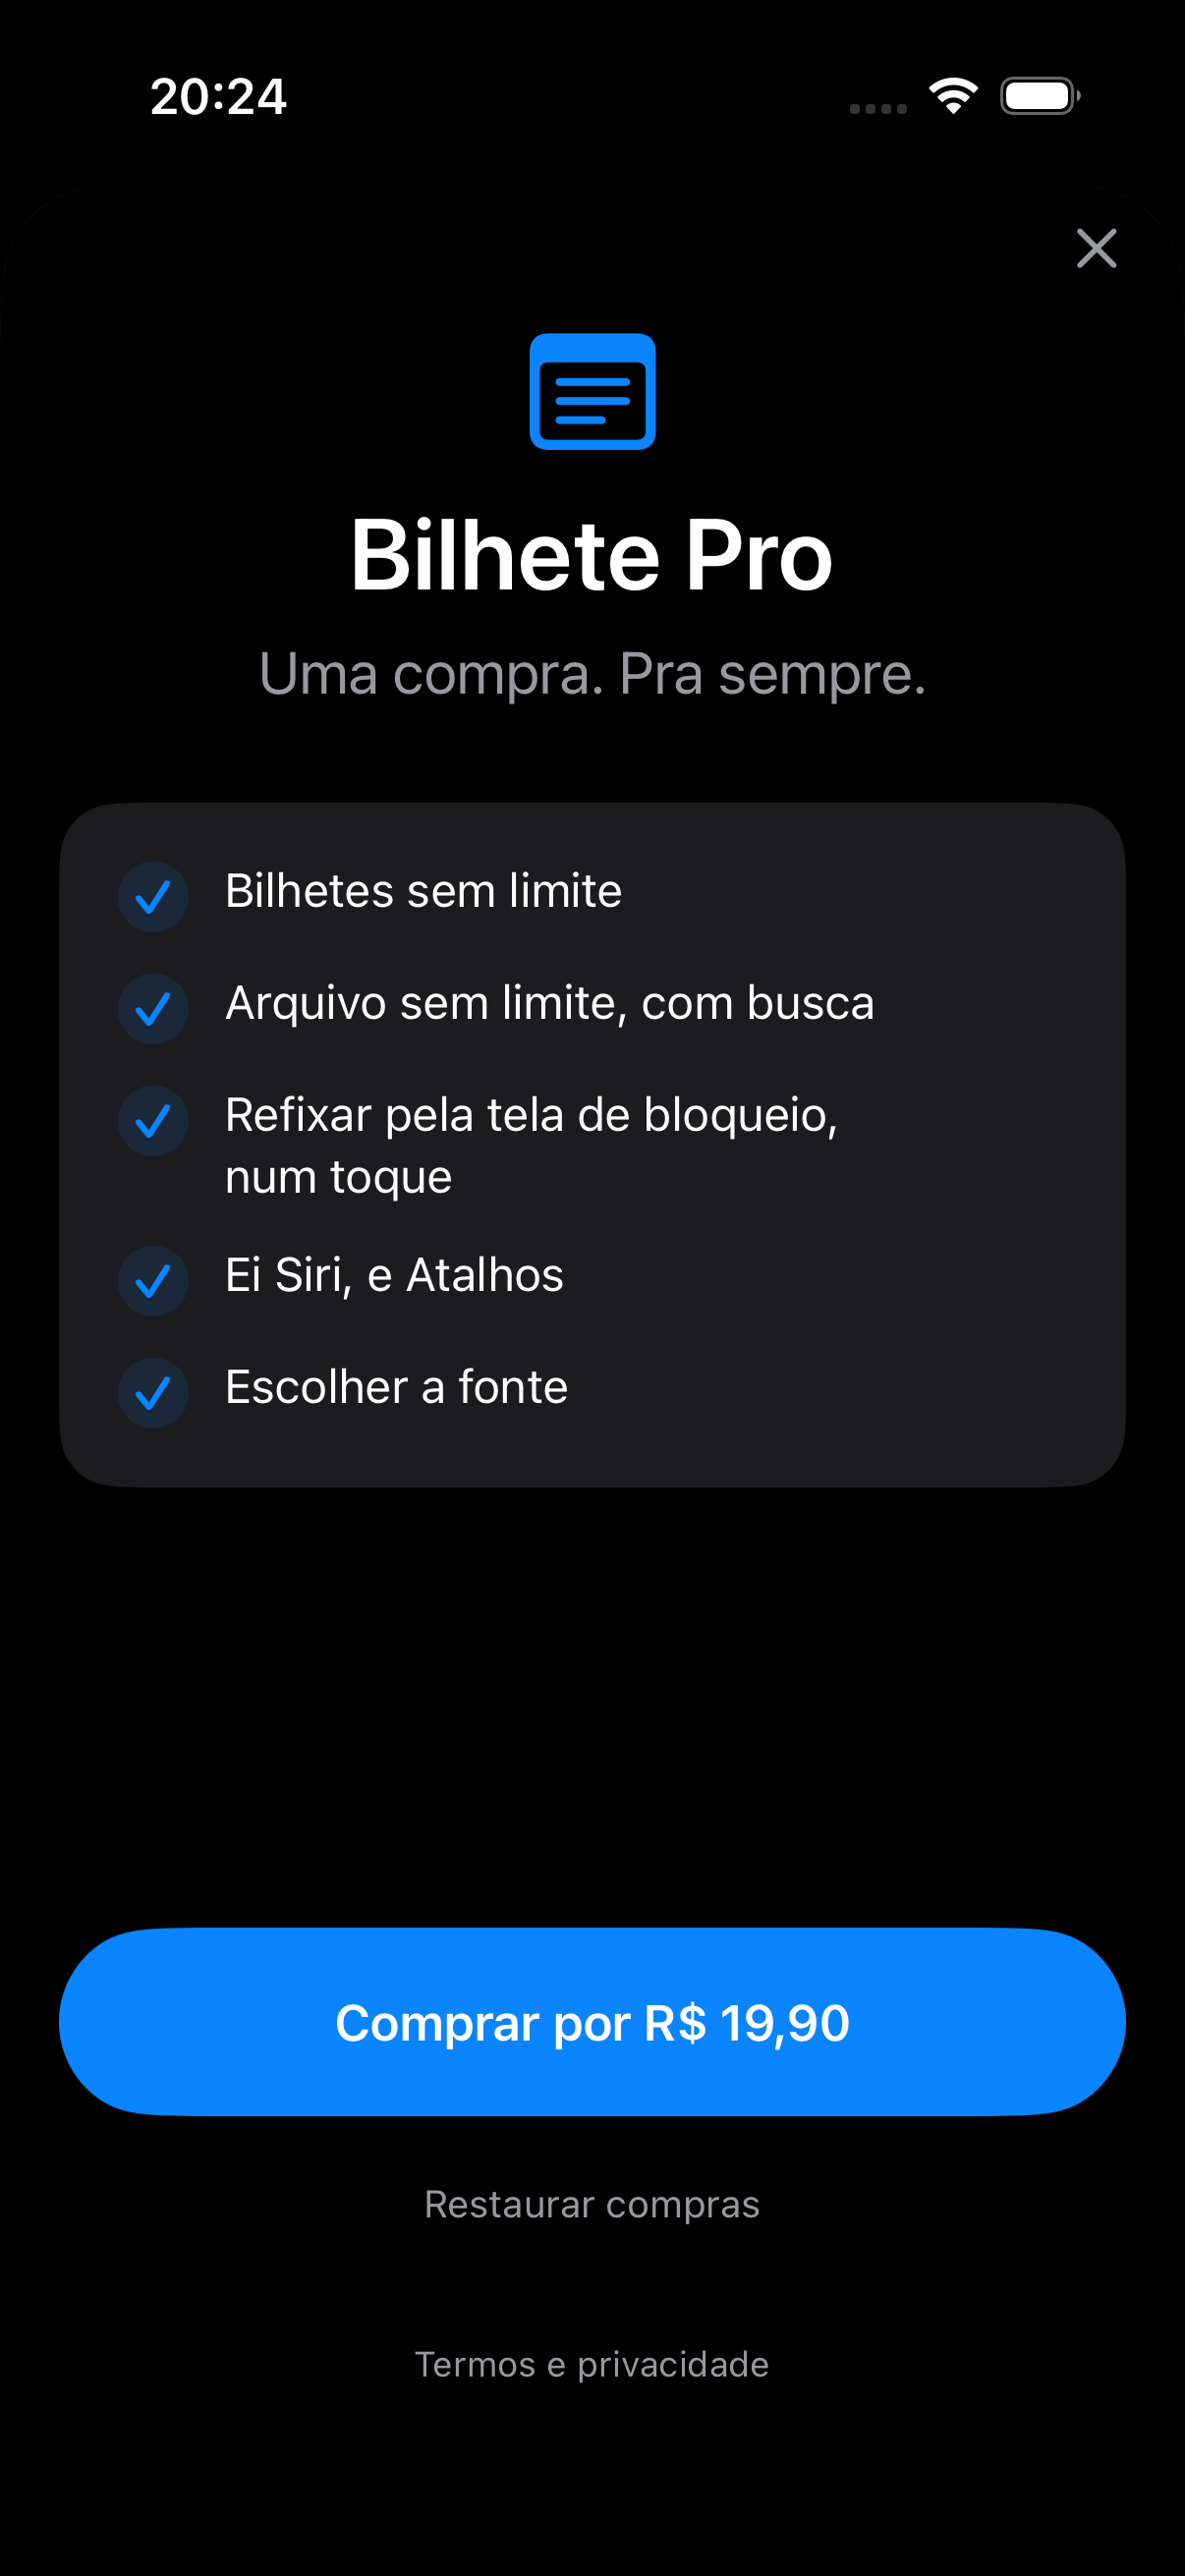 20:24
Bilhete Pro
Uma compra. Pra sempre.
Bilhetes sem limite
Arquivo sem limite, com busca
Refixar pela tela de bloqueio,
num toque
Ei Siri, e Atalhos
Escolher a fonte
Comprar por R$ 19,90
Restaurar compras
Termos e privacidade